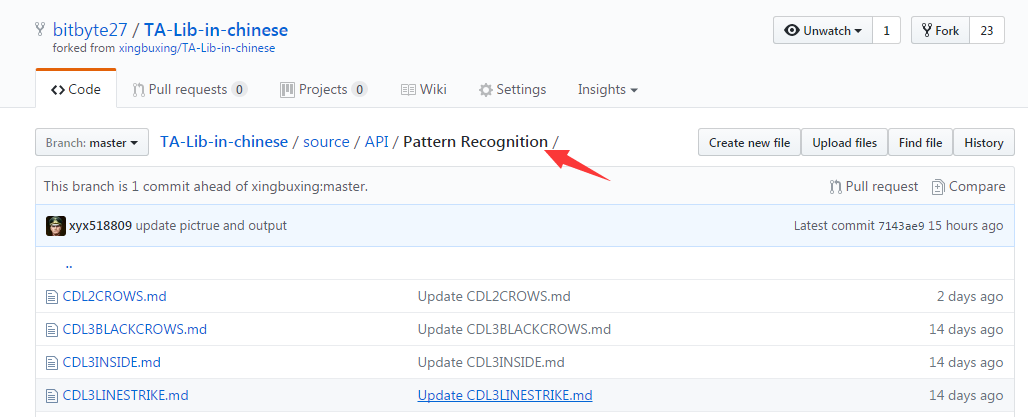 bitbyte27 / TA-Lib-in-chinese
Unwatch 1 Fork 23
forked from xingbuxing/TA-Lib-in-chinese
Code Pull requests 0 Projects 0 Wiki Settings Insights
Branch: master TA-Lib-in-chinese / source / API / Pattern Recognition / Create new file Upload files Find file History
This branch is 1 commit ahead of xingbuxing:master. Pull request Compare
xyx518809 update pictrue and output Latest commit 7143ae9 15 hours ago
..
CDL2CROWS.md Update CDL2CROWS.md 2 days ago
CDL3BLACKCROWS.md Update CDL3BLACKCROWS.md 14 days ago
CDL3INSIDE.md Update CDL3INSIDE.md 14 days ago
CDL3LINESTRIKE.md Update CDL3LINESTRIKE.md 14 days ago